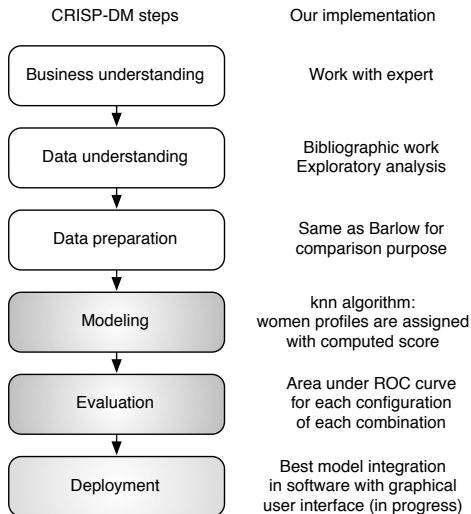 CRISP-DM steps
Our implementation
Business understanding
Work with expert
Data understanding
Bibliographic work
Exploratory analysis
Data preparation
Same as Barlow for
comparison purpose
Modeling
knn algorithm:
women profiles are assigned
with computed score
Evaluation
Area under ROC curve
for each configuration
of each combination
Deployment
Best model integration
in software with graphical
user interface (in progress)